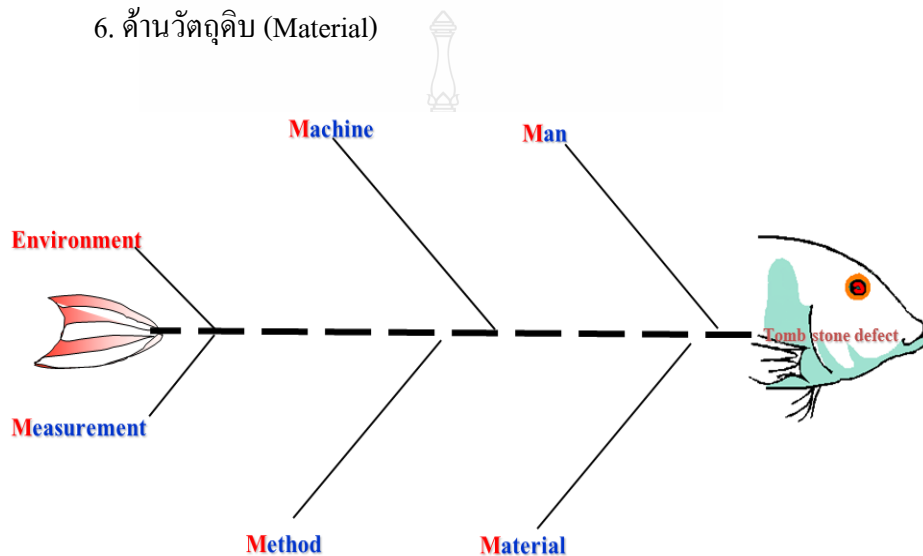 6. ด้านวัตถุดิบ (Material)
Machine
Man
Environment
Tomb stone defect
Measurement
Method
Material